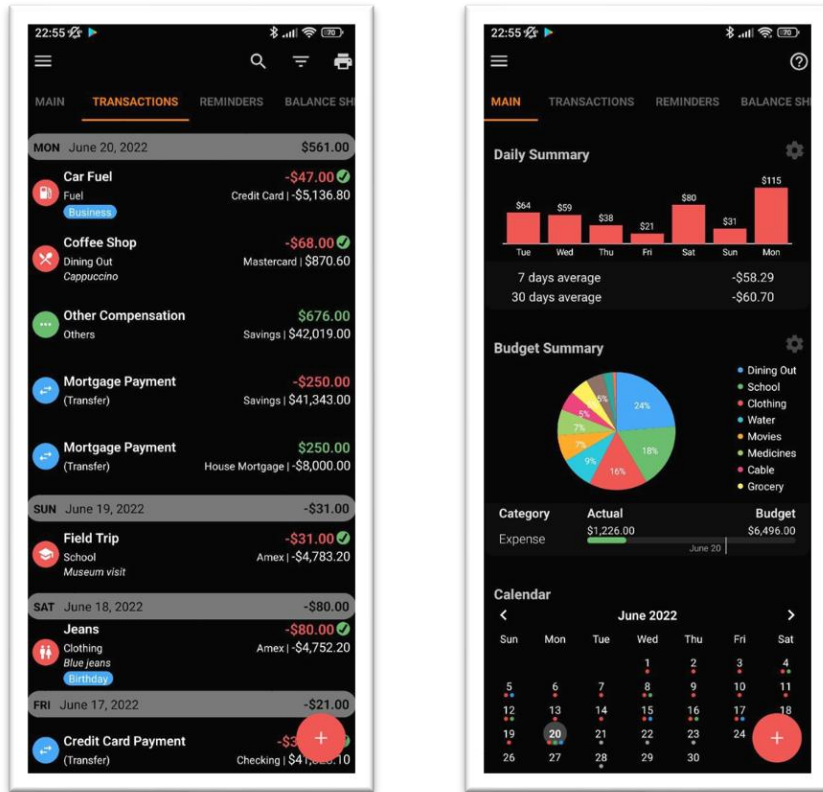 22:55
70
MAIN TRANSACTIONS REMINDERS BALANCE SH
MON June 20, 2022 $561.00
Car Fuel -$47.00
Fuel Credit Card | -$5,136.80
Business
Coffee Shop -$68.00
Dining Out Mastercard | $870.60
Cappuccino
Other Compensation $676.00
Others Savings | $42,019.00
Mortgage Payment -$250.00
(Transfer) Savings | $41,343.00
Mortgage Payment $250.00
(Transfer) House Mortgage | -$8,000.00
SUN June 19, 2022 -$31.00
Field Trip -$31.00
School Amex | -$4,783.20
Museum visit
SAT June 18, 2022 -$80.00
Jeans -$80.00
Clothing Amex | -$4,752.20
Blue jeans
Birthday
FRI June 17, 2022 -$21.00
Credit Card Payment
(Transfer) Checking |
+
22:55
70
MAIN TRANSACTIONS REMINDERS BALANCE SH
Daily Summary
$64 $59 $38 $21 $80 $31 $115
Tue Wed Thu Fri Sat Sun Mon
7 days average -$58.29
30 days average -$60.70
Budget Summary
24%
18%
16%
9%
7%
7%
5%
Dining Out
School
Clothing
Water
Movies
Medicines
Cable
Grocery
Category Actual Budget
Expense $1,226.00 $6,496.00
June 20
Calendar
< June 2022 >
Sun Mon Tue Wed Thu Fri Sat
1 2 3 4
5 6 7 8 9 10 11
12 13 14 15 16 17 18
19 20 21 22 23 24
26 27 28 29 30
+